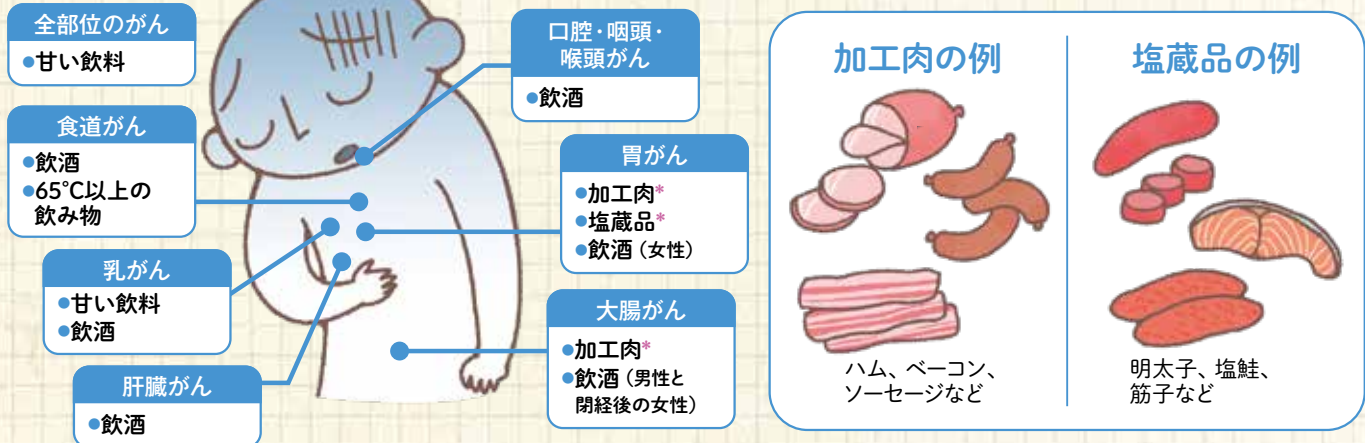 全部位のがん
●甘い飲料
食道がん
●飲酒
●65℃以上の
飲み物
乳がん
●甘い飲料
●飲酒
肝臓がん
●飲酒
口腔・咽頭・
喉頭がん
●飲酒
胃がん
●加工肉*
●塩蔵品*
●飲酒（女性）
大腸がん
●加工肉*
●飲酒（男性と
閉経後の女性）
加工肉の例
ハム、ベーコン、
ソーセージなど
塩蔵品の例
明太子、塩鮭、
筋子など